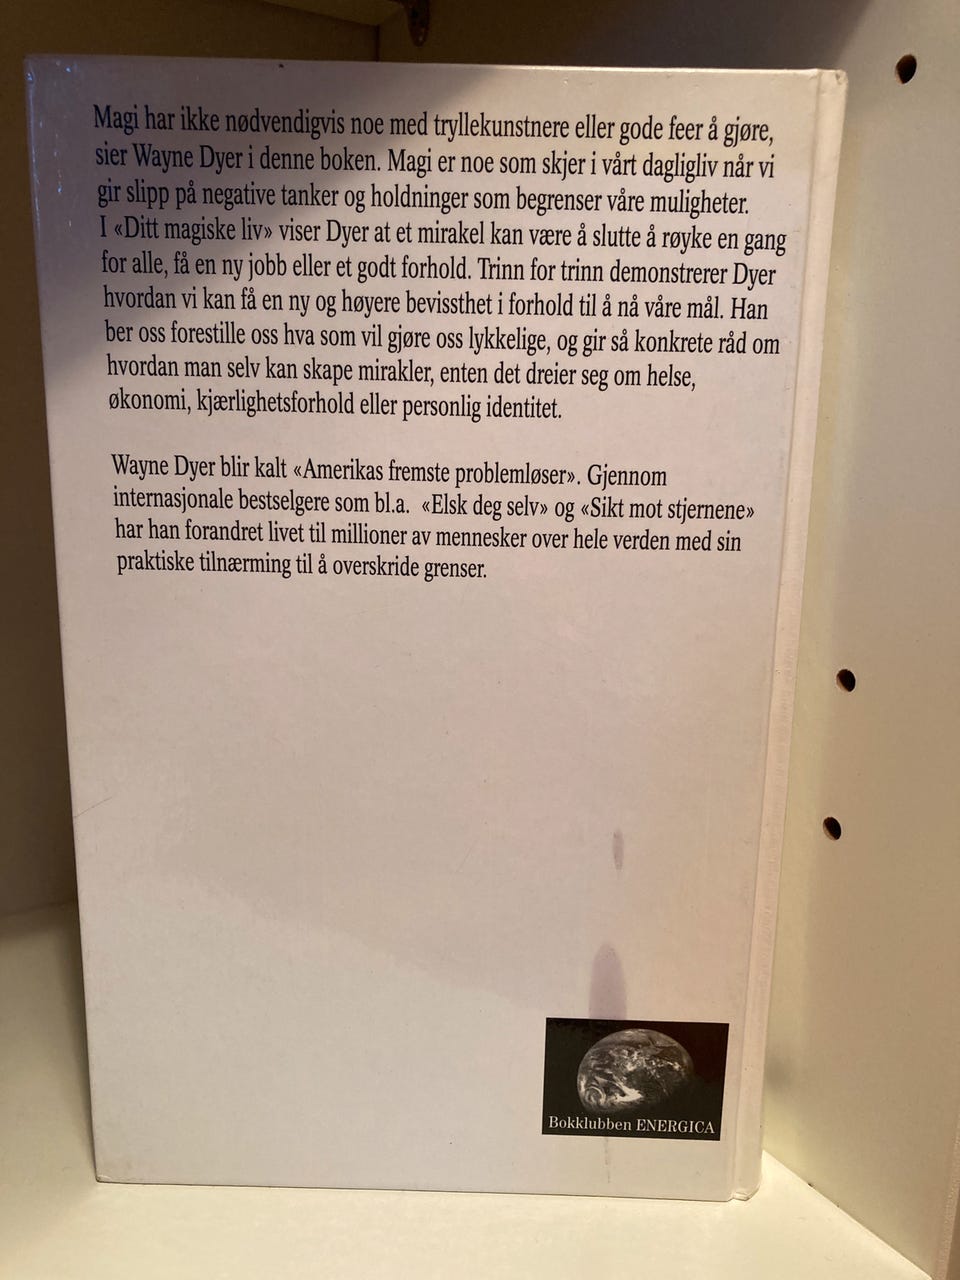 Magi har ikke nødvendigvis noe med tryllekunstnere eller gode feer å gjøre,
sier Wayne Dyer i denne boken. Magi er noe som skjer i vårt dagligliv når vi
gir slipp på negative tanker og holdninger som begrenser våre muligheter.
I «Ditt magiske liv» viser Dyer at et mirakel kan være å slutte å røyke en gang
for alle, få en ny jobb eller et godt forhold. Trinn for trinn demonstrerer Dyer
hvordan vi kan få en ny og høyere bevissthet i forhold til å nå våre mål. Han
ber oss forestille oss hva som vil gjøre oss lykkelige, og gir så konkrete råd om
hvordan man selv kan skape mirakler, enten det dreier seg om helse,
økonomi, kjærlighetsforhold eller personlig identitet.
Wayne Dyer blir kalt «Amerikas fremste problemløser». Gjennom
internasjonale bestselgere som bl.a. «Elsk deg selv» og «Sikt mot stjernene»
har han forandret livet til millioner av mennesker over hele verden med sin
praktiske tilnærming til å overskride grenser.
Bokklubben ENERGICA